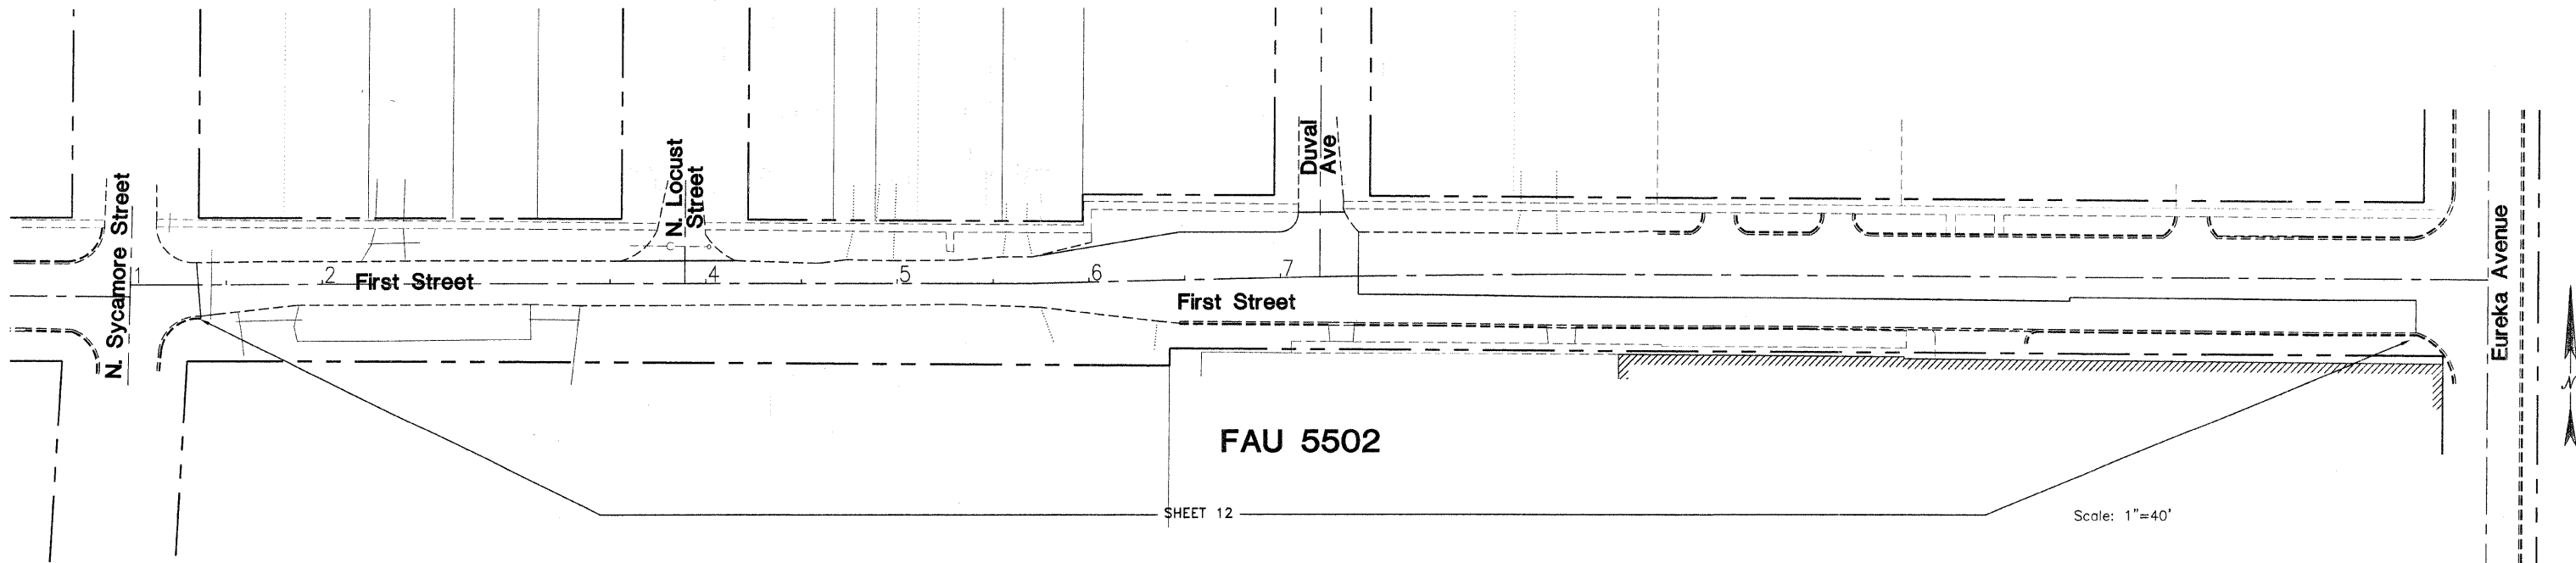 N. Sycamore Street
N. Locust
Street
Duval
Ave
Eureka Avenue
1
2
4
5
6
7
First Street
First Street
N
FAU 5502
SHEET 12
Scale: 1"=40'